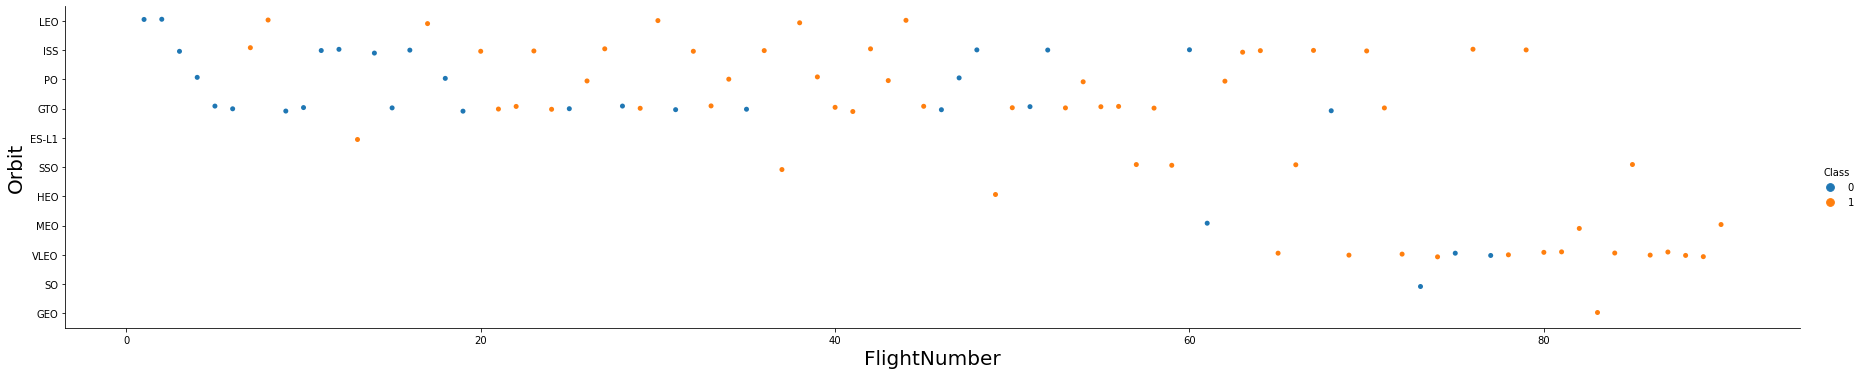 Orbit
LEO
ISS
PO
GTO
ES-L1
SSO
HEO
MEO
VLEO
SO
GEO
0
20
40
60
80
FlightNumber
Class
0
1